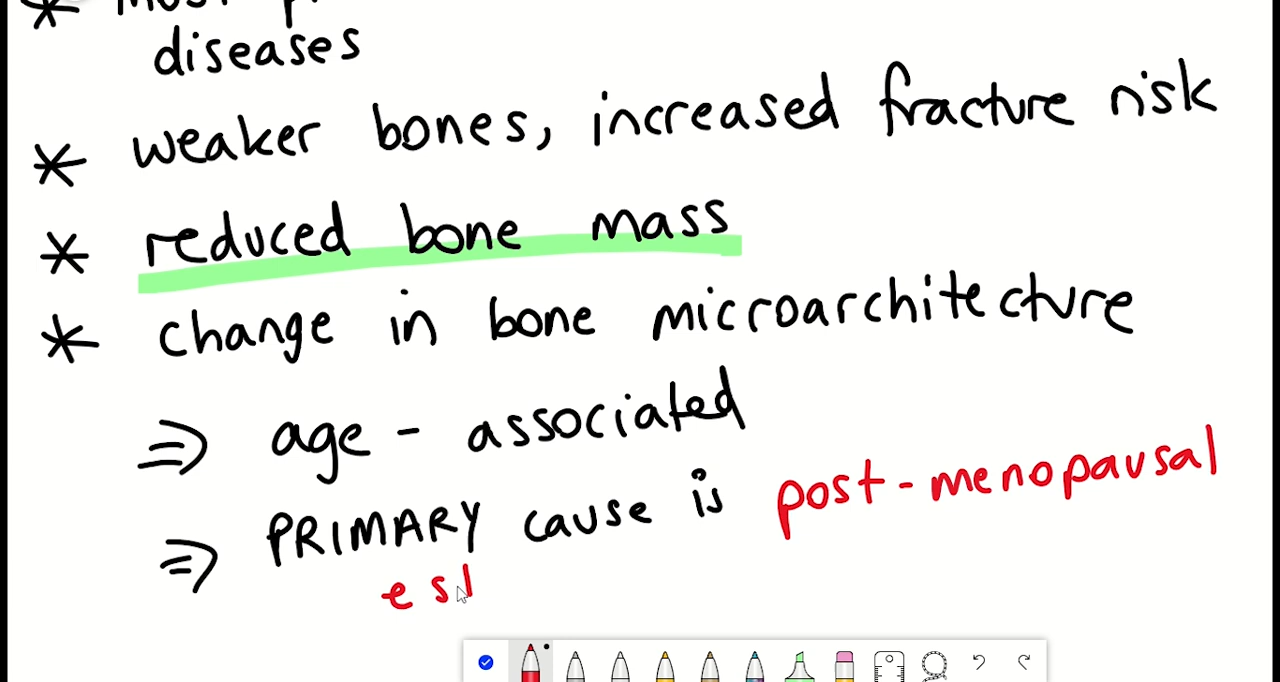 diseases
* weaker bones, increased fracture risk
* reduced bone mass
* change in bone microarchitecture
⇒ age - associated
⇒ PRIMARY cause is post-menopausal
esl